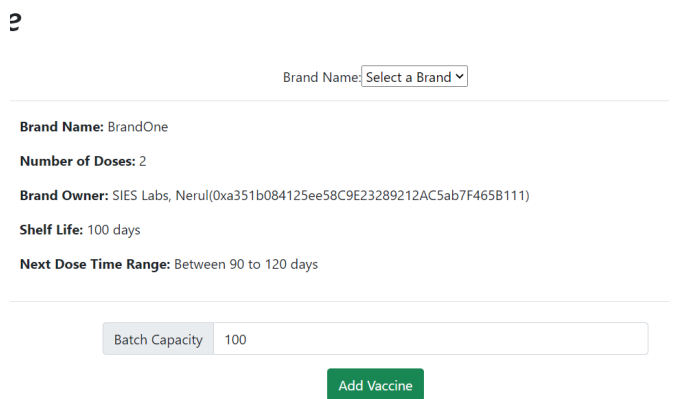 e
Brand Name: Select a Brand
Brand Name: BrandOne
Number of Doses: 2
Brand Owner: SIES Labs, Nerul(0xa351b084125ee58C9E23289212AC5ab7F465B111)
Shelf Life: 100 days
Next Dose Time Range: Between 90 to 120 days
Batch Capacity 100
Add Vaccine